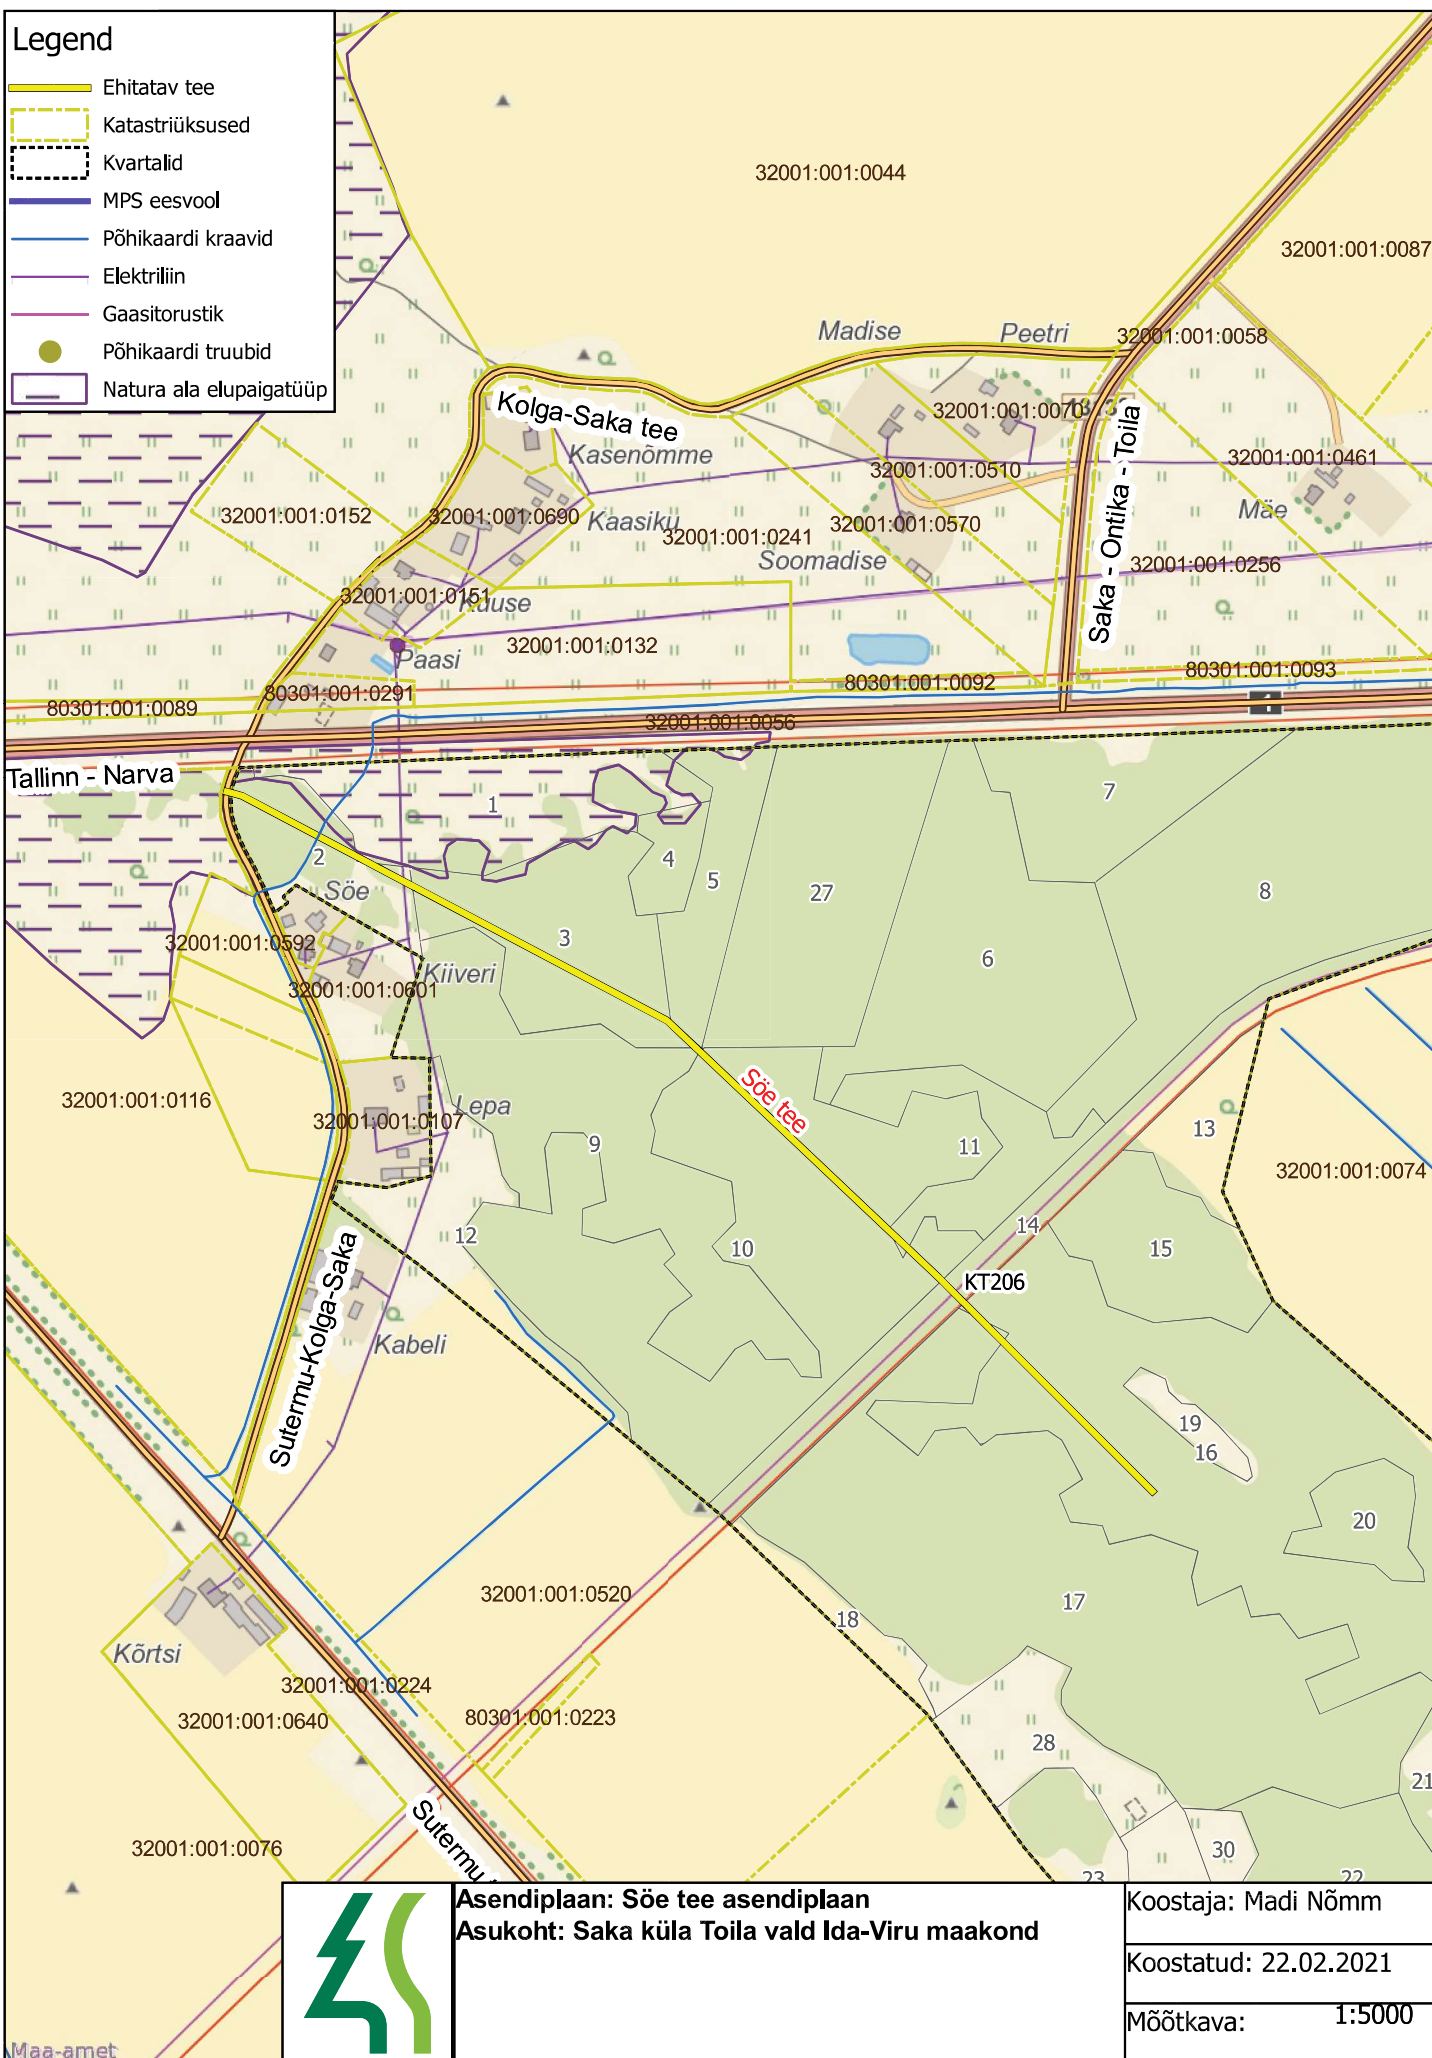 Legend
Ehitatav tee
Katastriüksused
Kvartalid
MPS eesvool
Põhikaardi kraavid
Elektriliin
Gaasitorustik
Põhikaardi truubid
Natura ala elupaigatüüp
32001:001:0044
32001:001:0087
Madise
Peetri
32001:001:0058
Kolga-Saka tee
32001:001:0070
Saka - Ontika - Toila
Kasenõmme
32001:001:0510
32001:001:0461
32001:001:0152
32001:001:0690
Kaasiku
32001:001:0241
32001:001:0570
Mäe
Soomadise
32001:001:0256
32001:001:0151
Kuuse
32001:001:0132
Paasi
80301:001:0291
80301:001:0092
80301:001:0093
80301:001:0089
32001:001:0056
1
Tallinn - Narva
1
7
2
4
5
27
8
Söe
3
32001:001:0592
6
Kiiveri
32001:001:0601
32001:001:0116
Söe tee
Lepa
32001:001:0107
9
11
13
32001:001:0074
12
10
14
15
KT206
Sutermu-Kolga-Saka
Kabeli
19
16
20
32001:001:0520
17
18
Kõrtsi
32001:001:0224
32001:001:0640
80301:001:0223
28
21
Sutermu
32001:001:0076
30
23
22
Asendiplaan: Söe tee asendiplaan
Asukoht: Saka küla Toila vald Ida-Viru maakond
Koostaja: Madi Nõmm
Koostatud: 22.02.2021
Mõõtkava: 1:5000
Maa-amet